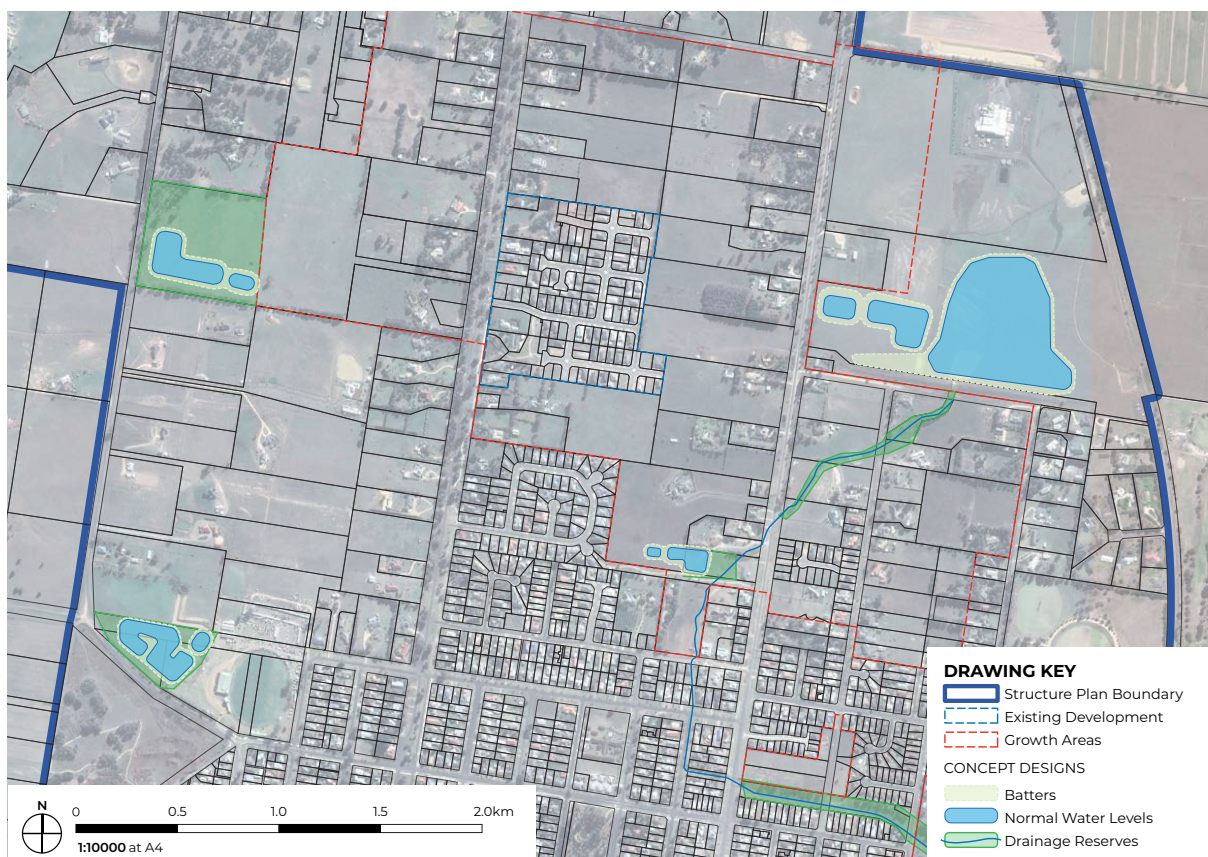 DRAWING KEY
Structure Plan Boundary
Existing Development
Growth Areas
CONCEPT DESIGNS
Batters
Normal Water Levels
Drainage Reserves
N
0 0.5 1.0 1.5 2.0km
1:10000 at A4